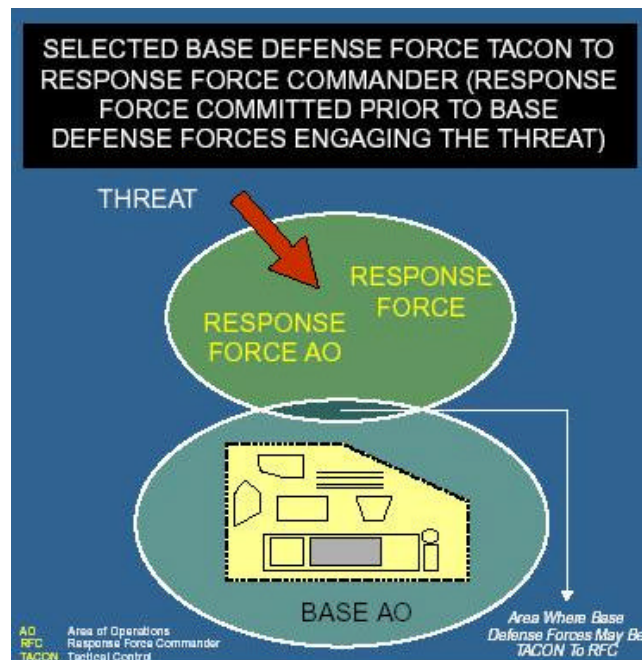 SELECTED BASE DEFENSE FORCE TACON TO
RESPONSE FORCE COMMANDER (RESPONSE
FORCE COMMITTED PRIOR TO BASE
DEFENSE FORCES ENGAGING THE THREAT)
THREAT
RESPONSE
FORCE
RESPONSE
FORCE AO
BASE AO
AO Area of Operations
RFC Response Force Commander
TACON Tactical Control
Area Where Base
Defense Forces May Be
TACON To RFC